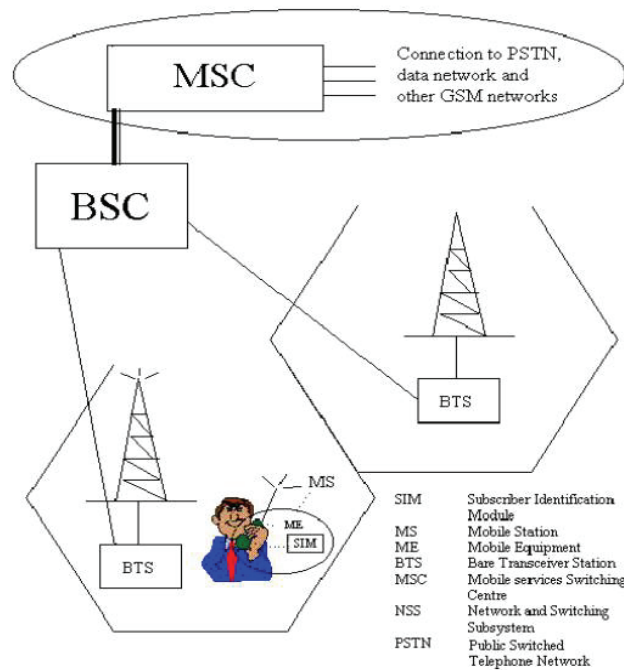 MSC
Connection to PSTN,
data network and
other GSM networks
BSC
BTS
MS
ME
SIM
BTS
SIM Subscriber Identification
Module
MS Mobile Station
ME Mobile Equipment
BTS Bare Transceiver Station
MSC Mobile services Switching
Centre
NSS Network and Switching
Subsystem
PSTN Public Switched
Telephone Network